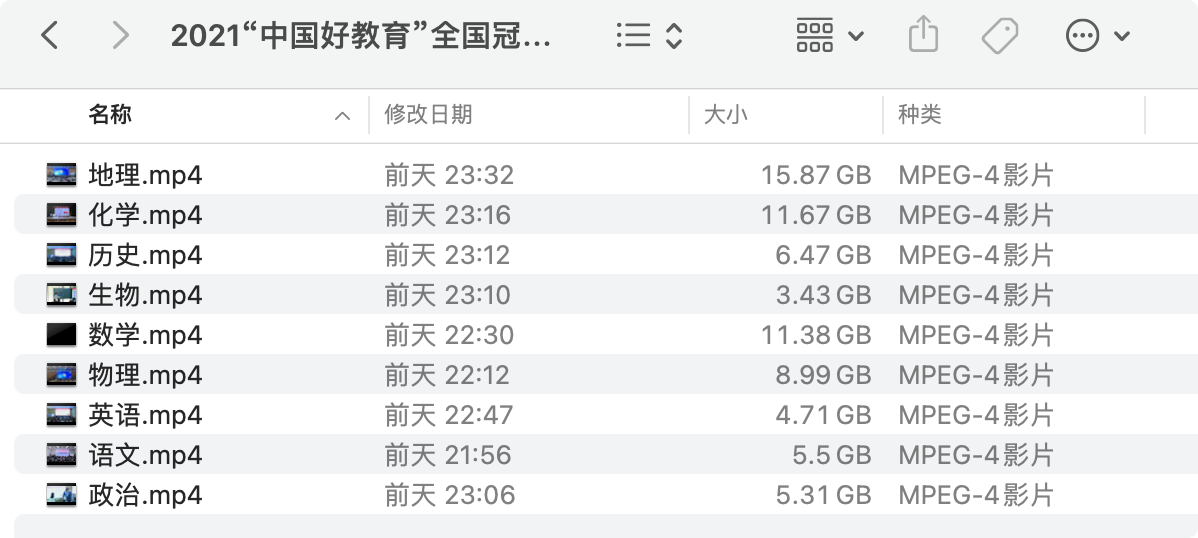 2021“中国好教育”全国冠...
名称 修改日期 大小 种类
地理.mp4 前天 23:32 15.87 GB MPEG-4影片
化学.mp4 前天 23:16 11.67 GB MPEG-4影片
历史.mp4 前天 23:12 6.47 GB MPEG-4影片
生物.mp4 前天 23:10 3.43 GB MPEG-4影片
数学.mp4 前天 22:30 11.38 GB MPEG-4影片
物理.mp4 前天 22:12 8.99 GB MPEG-4影片
英语.mp4 前天 22:47 4.71 GB MPEG-4影片
语文.mp4 前天 21:56 5.5 GB MPEG-4影片
政治.mp4 前天 23:06 5.31 GB MPEG-4影片